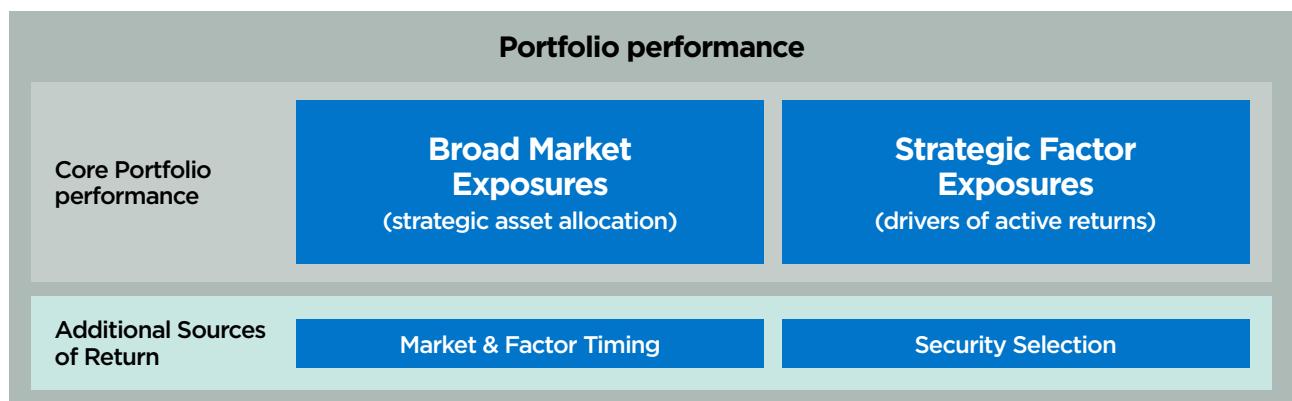 Portfolio performance
Core Portfolio
performance
Broad Market
Exposures
(strategic asset allocation)
Strategic Factor
Exposures
(drivers of active returns)
Additional Sources
of Return
Market & Factor Timing
Security Selection